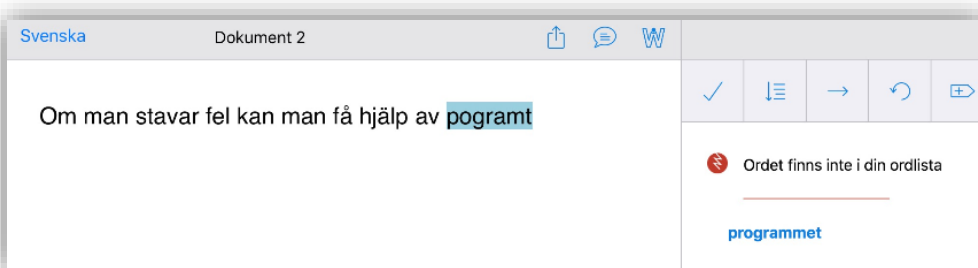 Svenska Dokument 2
Om man stavar fel kan man få hjälp av pogramt
Ordet finns inte i din ordlista
programmet